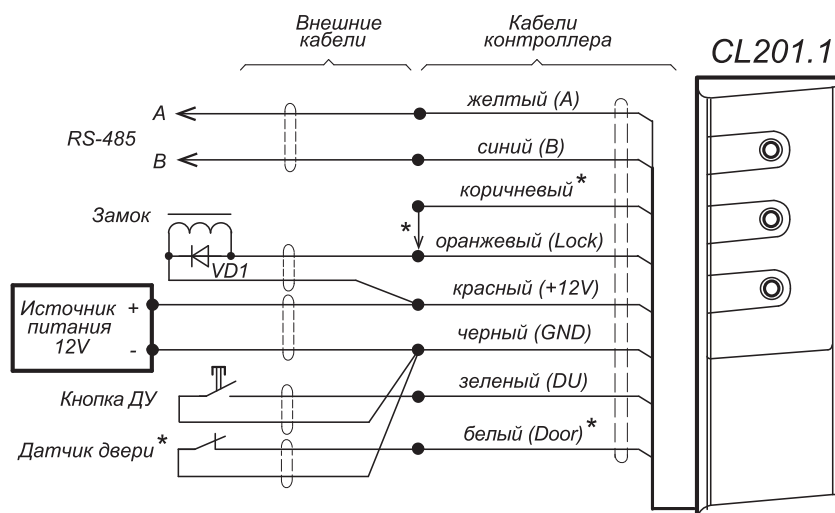 Внешние
кабели
Кабели
контроллера
CL201.1
A
желтый (A)
RS-485
B
синий (B)
коричневый*
Замок
*
оранжевый (Lock)
VD1
красный (+12V)
Источник
питания
12V
+
-
черный (GND)
зеленый (DU)
Кнопка ДУ
белый (Door)*
Датчик двери*